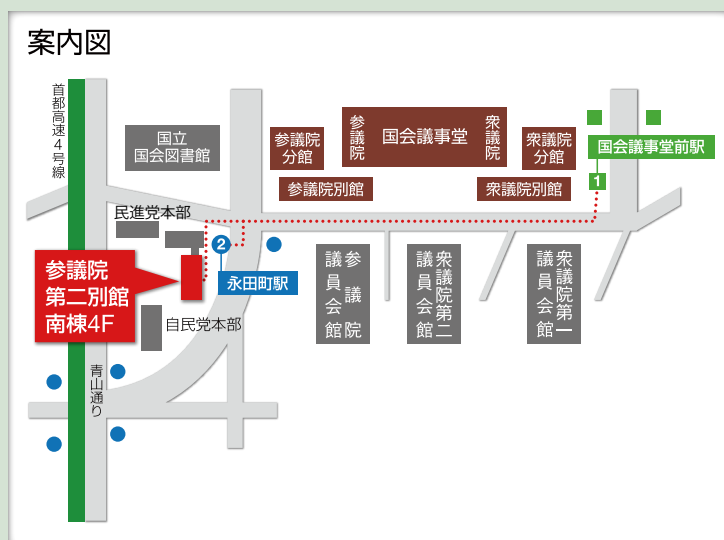 案内図
首都高速4号線
国立
国会図書館
参議院
分館
参議院
国会議事堂
衆議院
衆議院
分館
国会議事堂前駅
1
参議院別館
衆議院別館
民進党本部
2
永田町駅
参議院
第二別館
南棟4F
自民党本部
参議院
議員会館
衆議院第二
議員会館
衆議院第一
議員会館
青山通り